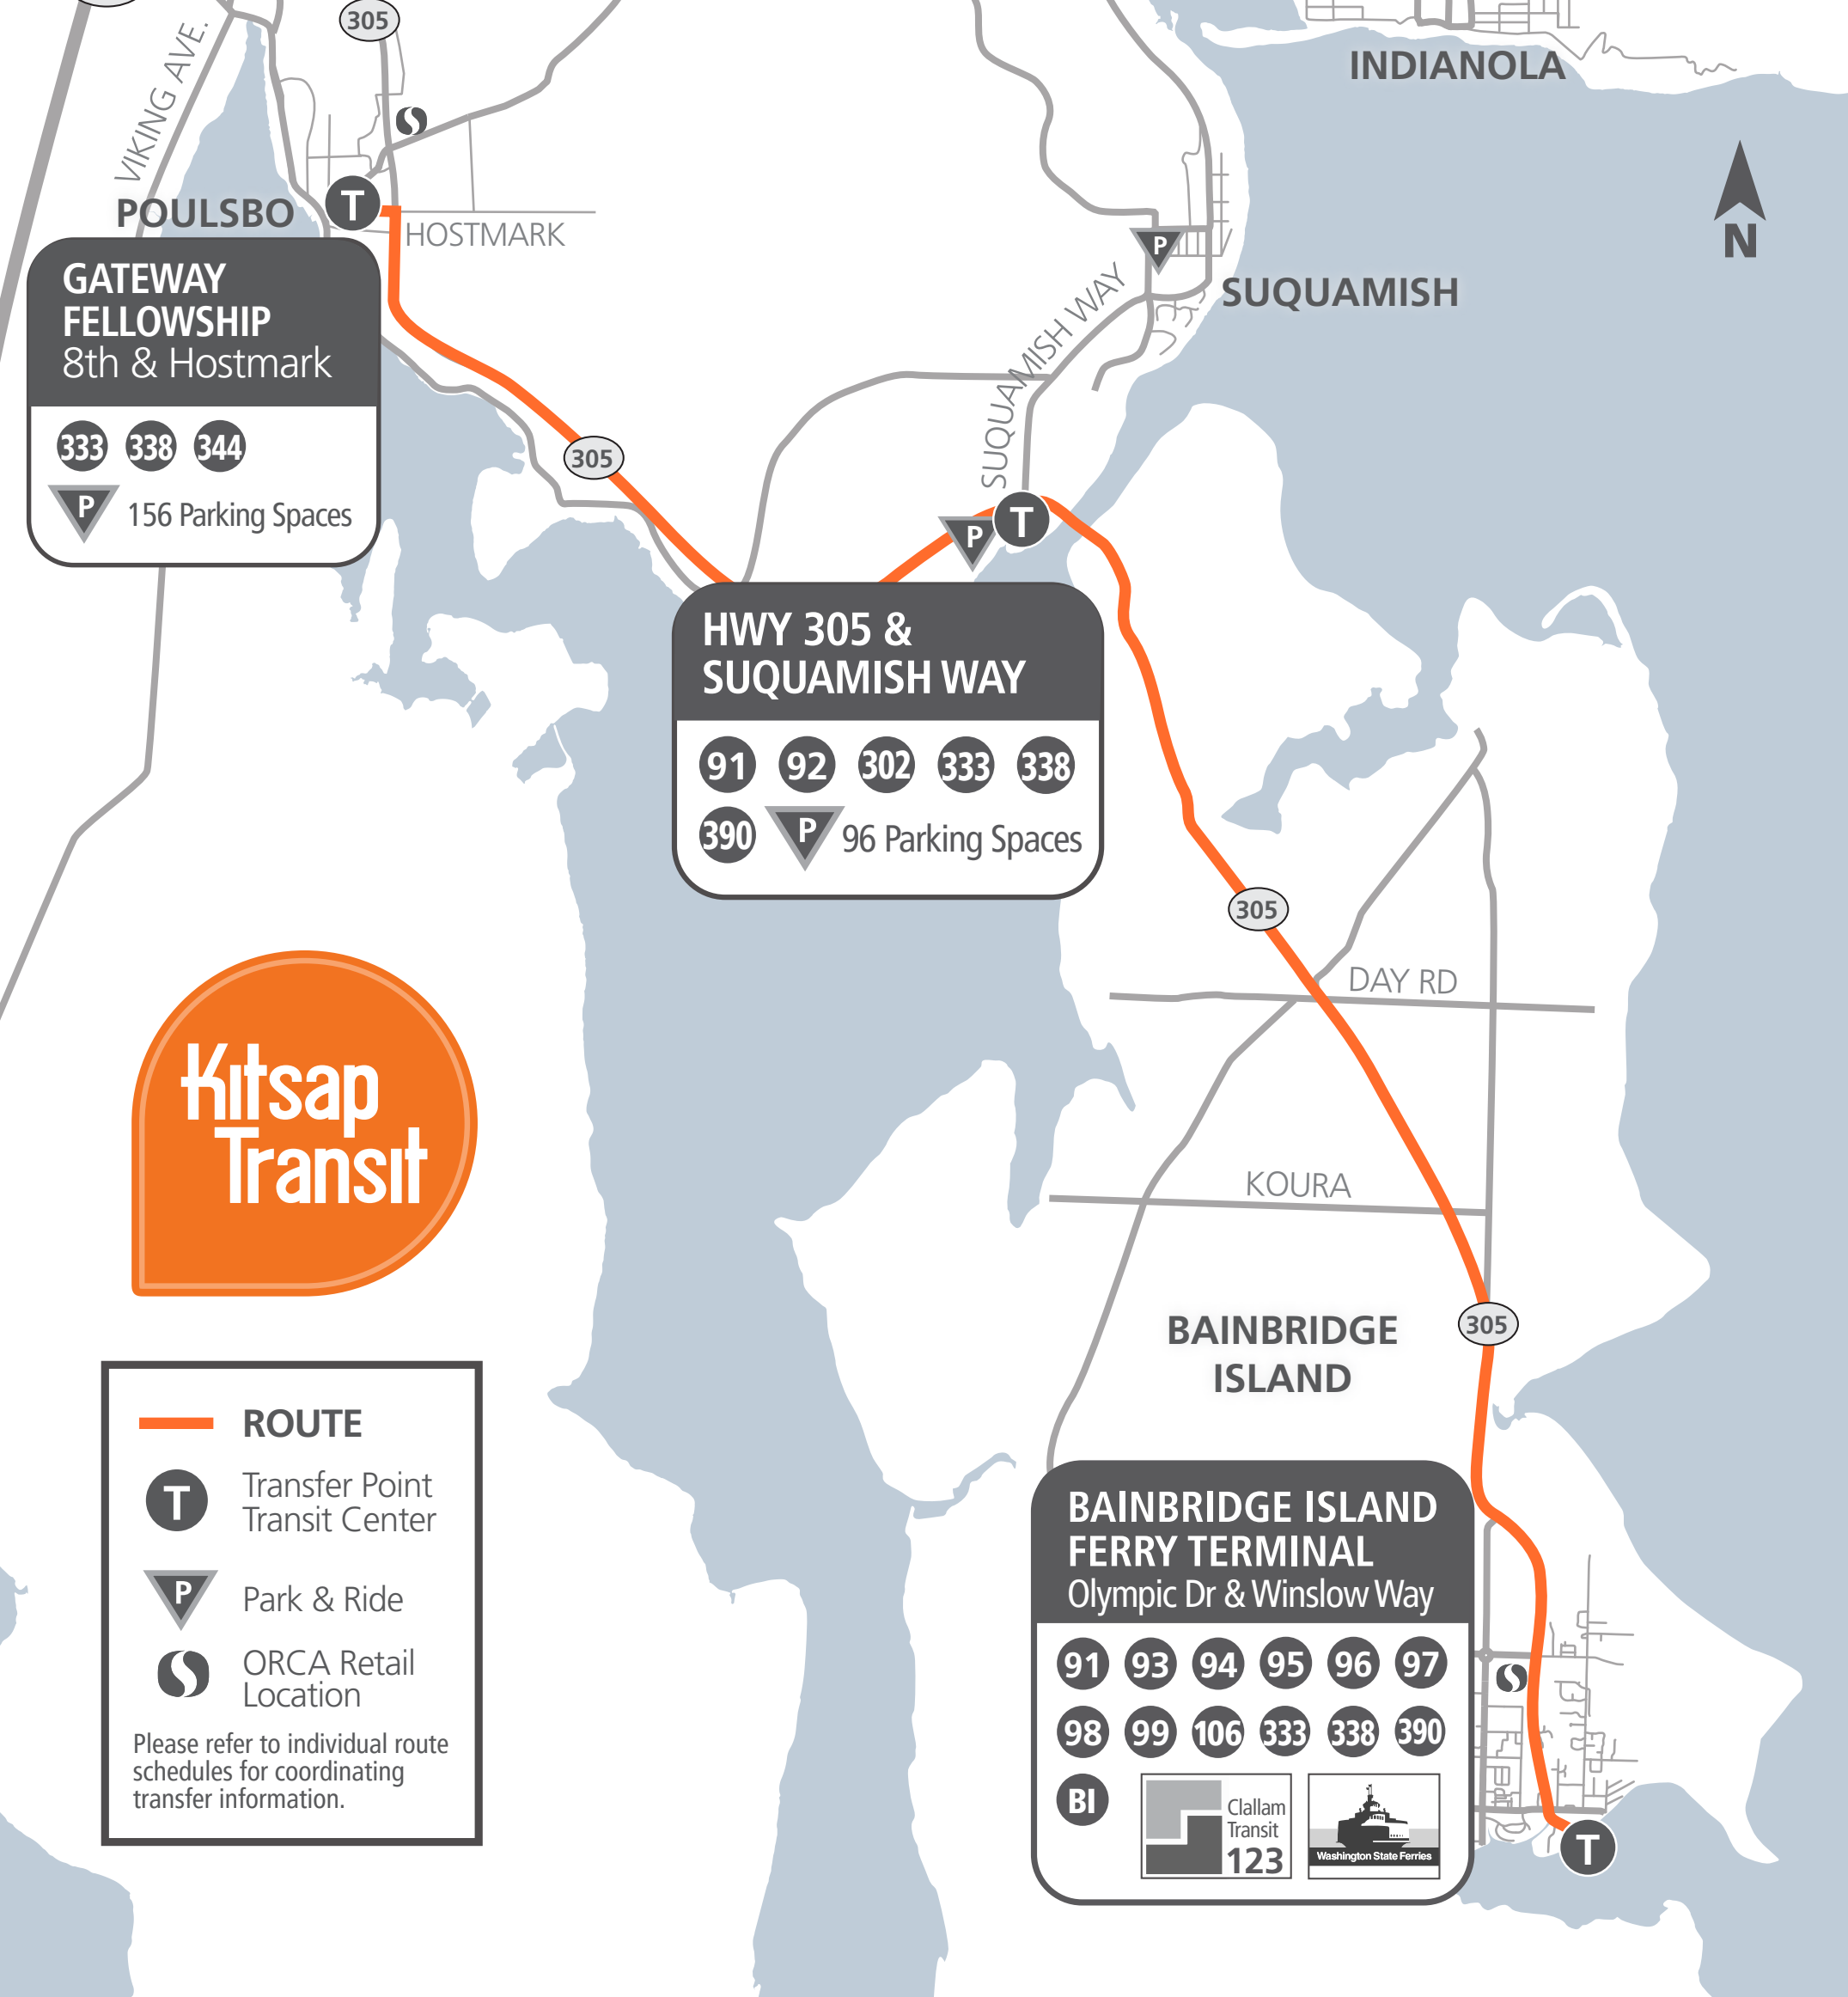 305
INDIANOLA
VIKING AVE.
POULSBO
T
HOSTMARK
P
N
SUQUAMISH
SUQUAMISH WAY
GATEWAY
FELLOWSHIP
8th & Hostmark
333 338 344
P 156 Parking Spaces
305
P T
HWY 305 &
SUQUAMISH WAY
91 92 302 333 338
390 P 96 Parking Spaces
305
DAY RD
KOURA
Kitsap
Transit
BAINBRIDGE
ISLAND
305
ROUTE
T Transfer Point
Transit Center
P Park & Ride
ORCA Retail
Location
Please refer to individual route
schedules for coordinating
transfer information.
BAINBRIDGE ISLAND
FERRY TERMINAL
Olympic Dr & Winslow Way
91 93 94 95 96 97
98 99 106 333 338 390
BI
Clallam
Transit
123
Washington State Ferries
T